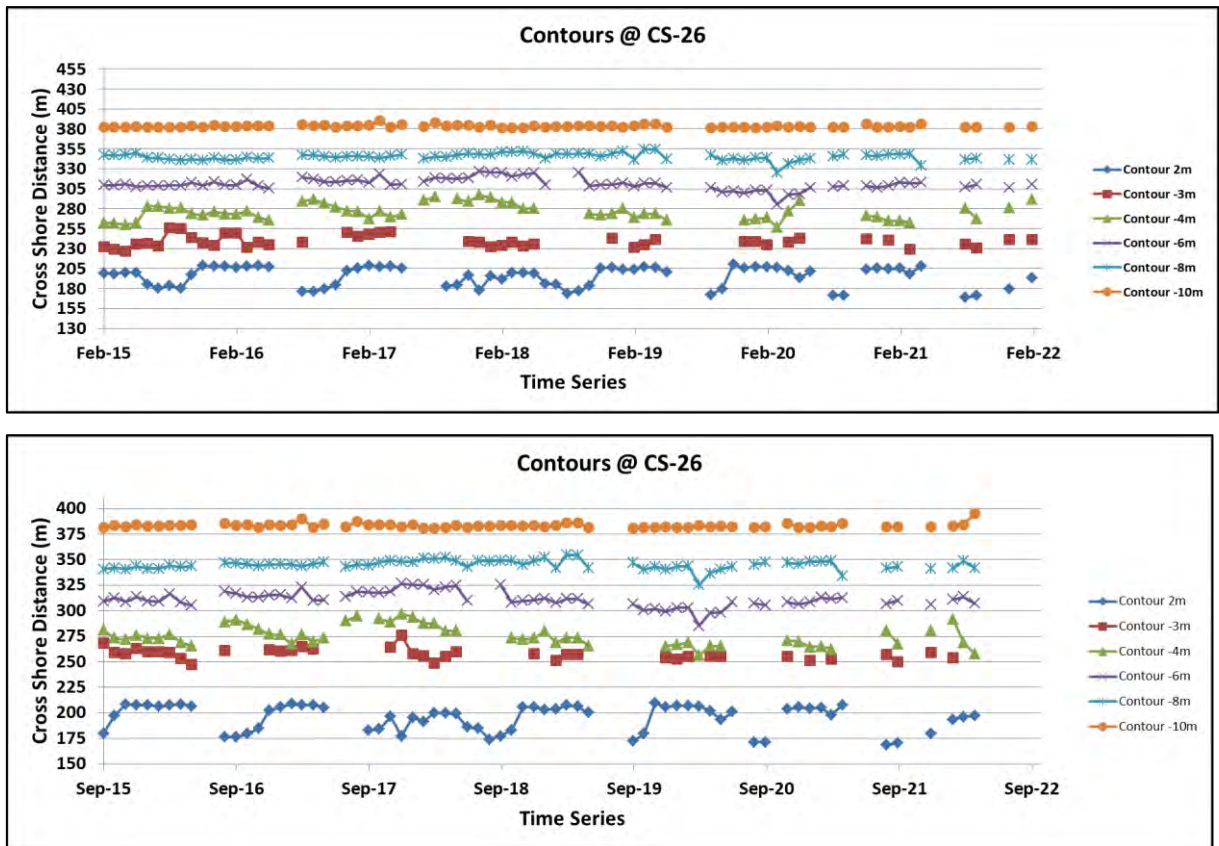 Contours @ CS-26
Cross Shore Distance (m)
455
430
405
380
355
330
305
280
255
230
205
180
155
130
Feb-15 Feb-16 Feb-17 Feb-18 Feb-19 Feb-20 Feb-21 Feb-22
Time Series
Contour 2m
Contour -3m
Contour -4m
Contour -6m
Contour -8m
Contour -10m
Contours @ CS-26
Cross Shore Distance (m)
400
375
350
325
300
275
250
225
200
175
150
Sep-15 Sep-16 Sep-17 Sep-18 Sep-19 Sep-20 Sep-21 Sep-22
Time Series
Contour 2m
Contour -3m
Contour -4m
Contour -6m
Contour -8m
Contour -10m